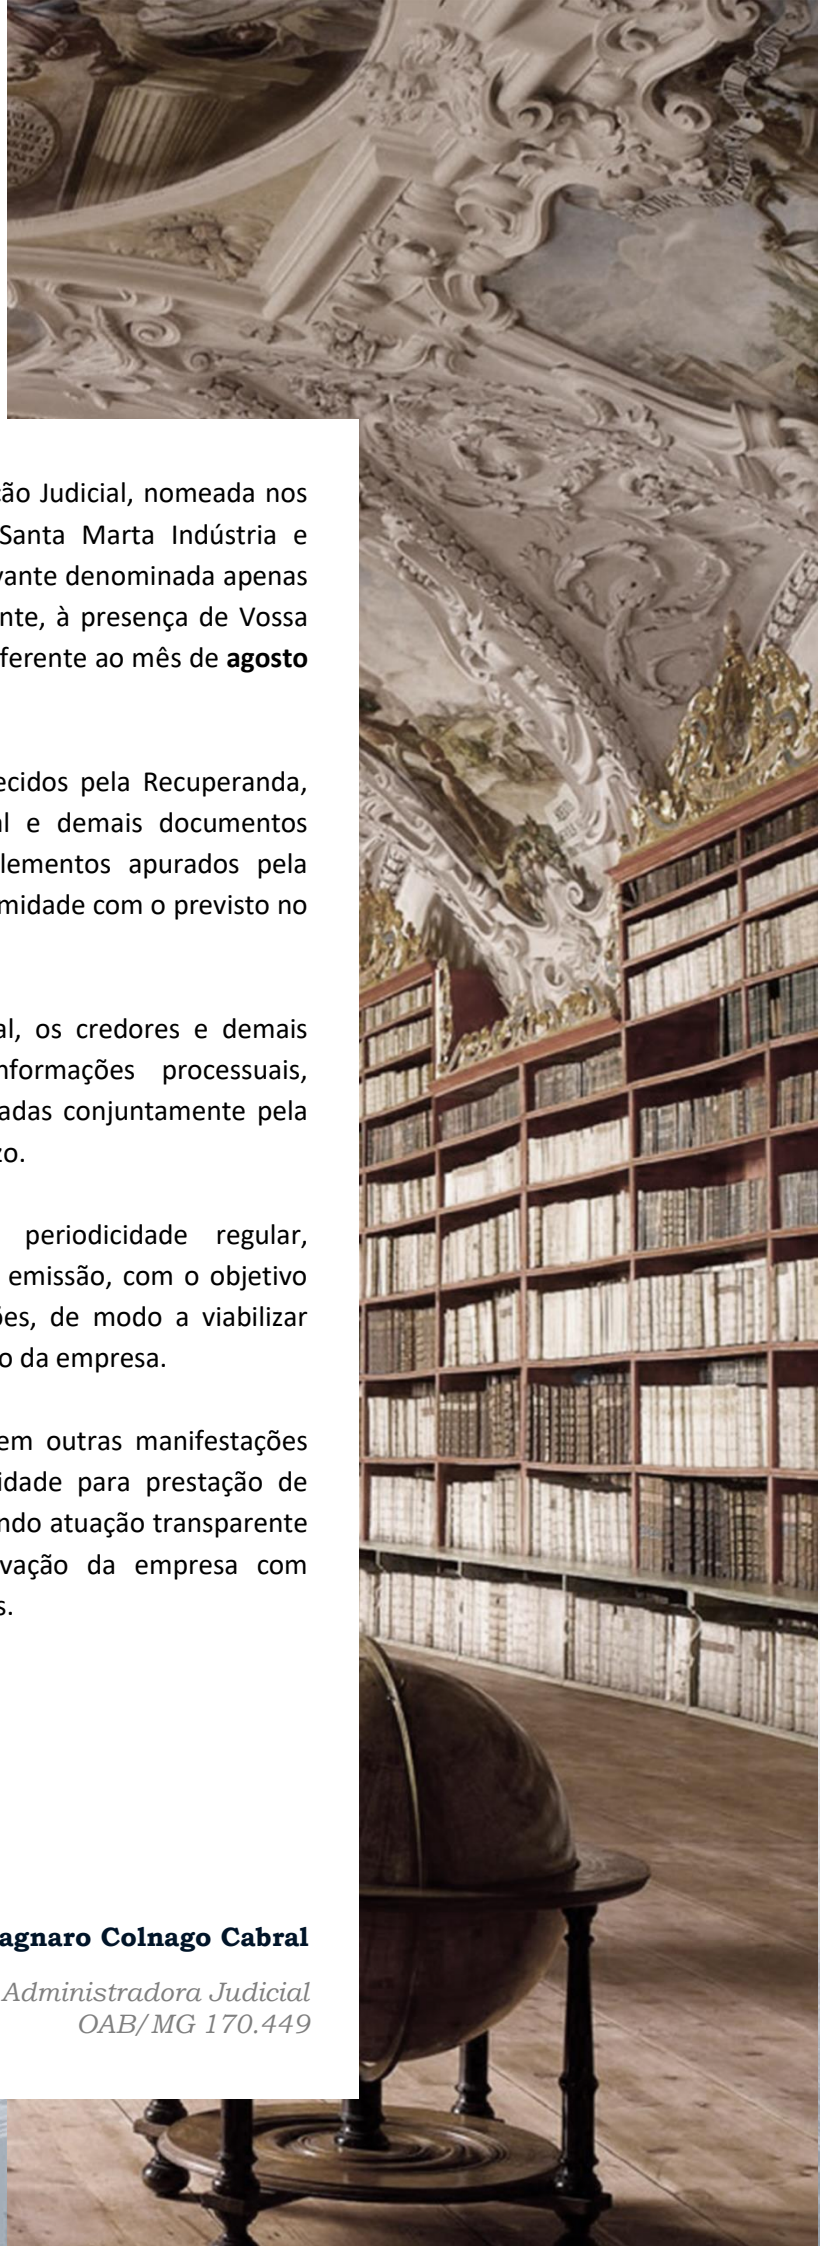 ão Judicial, nomeada nos
Santa Marta Indústria e
vante denominada apenas
nte, à presença de Vossa
ferente ao mês de agosto
ecidos pela Recuperanda,
l e demais documentos
lementos apurados pela
midade com o previsto no
al, os credores e demais
nformações processuais,
adas conjuntamente pela
zo.
periodicidade regular,
emissão, com o objetivo
ões, de modo a viabilizar
o da empresa.
em outras manifestações
idade para prestação de
ndo atuação transparente
vação da empresa com
s.
agnaro Colnago Cabral
Administradora Judicial
OAB/MG 170.449